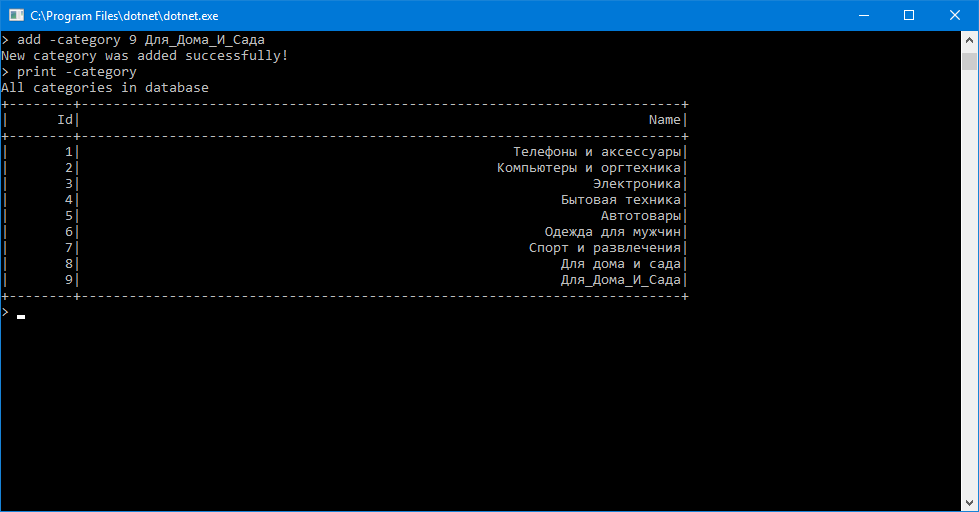 C:\Program Files\dotnet\dotnet.exe
> add -category 9 Для_Дома_И_Сада
New category was added successfully!
> print -category
All categories in database
+--------+---------------------------------------------------------------------------+
| Id| Name|
+--------+---------------------------------------------------------------------------+
| 1| Телефоны и аксессуары|
| 2| Компьютеры и оргтехника|
| 3| Электроника|
| 4| Бытовая техника|
| 5| Автотовары|
| 6| Одежда для мужчин|
| 7| Спорт и развлечения|
| 8| Для дома и сада|
| 9| Для_Дома_И_Сада|
+--------+---------------------------------------------------------------------------+
>